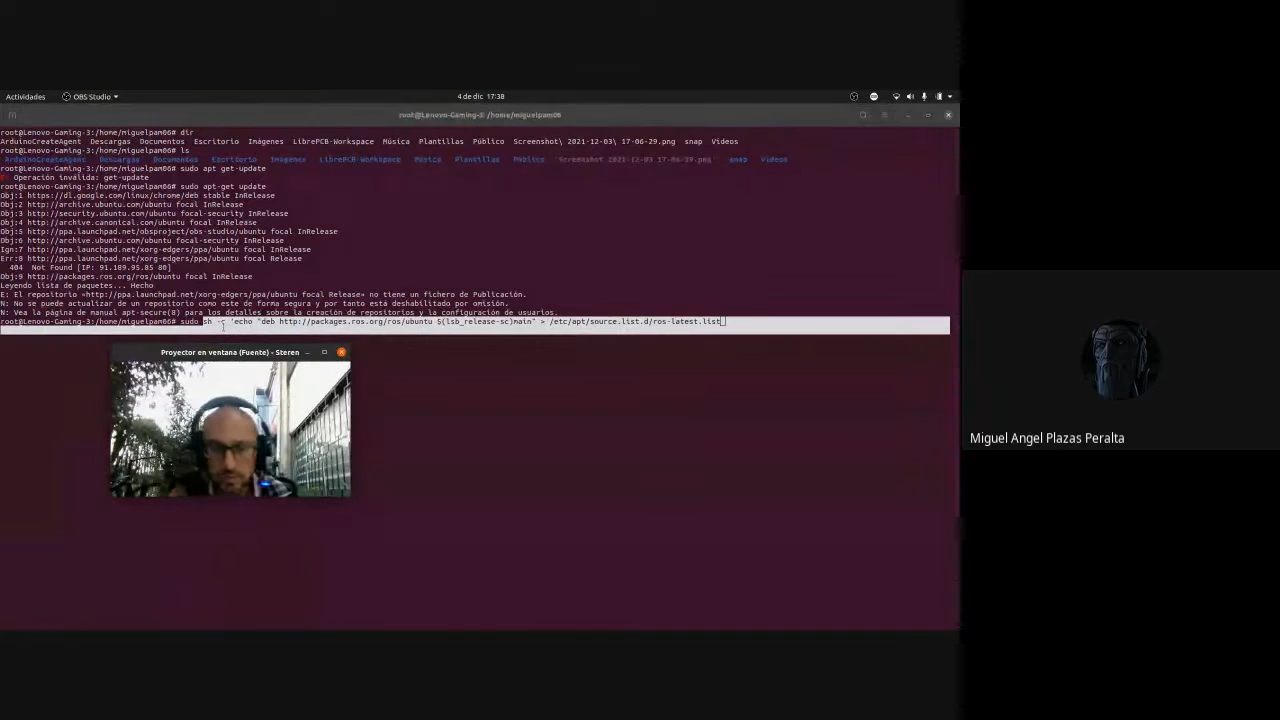 Actividades
OBS Studio
4 de dic 17:38
root@Lenovo-Gaming-3: /home/miguelpam06
root@Lenovo-Gaming-3:/home/miguelpam06# dir
ArduinoCreateAgent Descargas Documentos Escritorio Imágenes LibrePCB-Workspace Música Plantillas Público Screenshot\ 2021-12-03\ 17-06-29.png snap Vídeos
root@Lenovo-Gaming-3:/home/miguelpam06# ls
ArduinoCreateAgent Descargas Documentos Escritorio Imágenes LibrePCB-Workspace Música Plantillas Público 'Screenshot 2021-12-03 17-06-29.png' snap Vídeos
root@Lenovo-Gaming-3:/home/miguelpam06# sudo apt get-update
E: Operación inválida: get-update
root@Lenovo-Gaming-3:/home/miguelpam06# sudo apt-get update
Obj:1 https://dl.google.com/linux/chrome/deb stable InRelease
Obj:2 http://archive.ubuntu.com/ubuntu focal InRelease
Obj:3 http://security.ubuntu.com/ubuntu focal-security InRelease
Obj:4 http://archive.canonical.com/ubuntu focal InRelease
Obj:5 http://ppa.launchpad.net/obsproject/obs-studio/ubuntu focal InRelease
Obj:6 http://archive.ubuntu.com/ubuntu focal-security InRelease
Ign:7 http://ppa.launchpad.net/xorg-edgers/ppa/ubuntu focal InRelease
Err:8 http://ppa.launchpad.net/xorg-edgers/ppa/ubuntu focal Release
404 Not Found [IP: 91.189.95.85 80]
Obj:9 http://packages.ros.org/ros/ubuntu focal InRelease
Leyendo lista de paquetes... Hecho
E: El repositorio «http://ppa.launchpad.net/xorg-edgers/ppa/ubuntu focal Release» no tiene un fichero de Publicación.
N: No se puede actualizar de un repositorio como este de forma segura y por tanto está deshabilitado por omisión.
N: Vea la página de manual apt-secure(8) para los detalles sobre la creación de repositorios y la configuración de usuarios.
root@Lenovo-Gaming-3:/home/miguelpam06# sudo sh -c 'echo "deb http://packages.ros.org/ros/ubuntu $(lsb_release-sc)main" > /etc/apt/source.list.d/ros-latest.list
Proyector en ventana (Fuente) - Steren
Miguel Angel Plazas Peralta